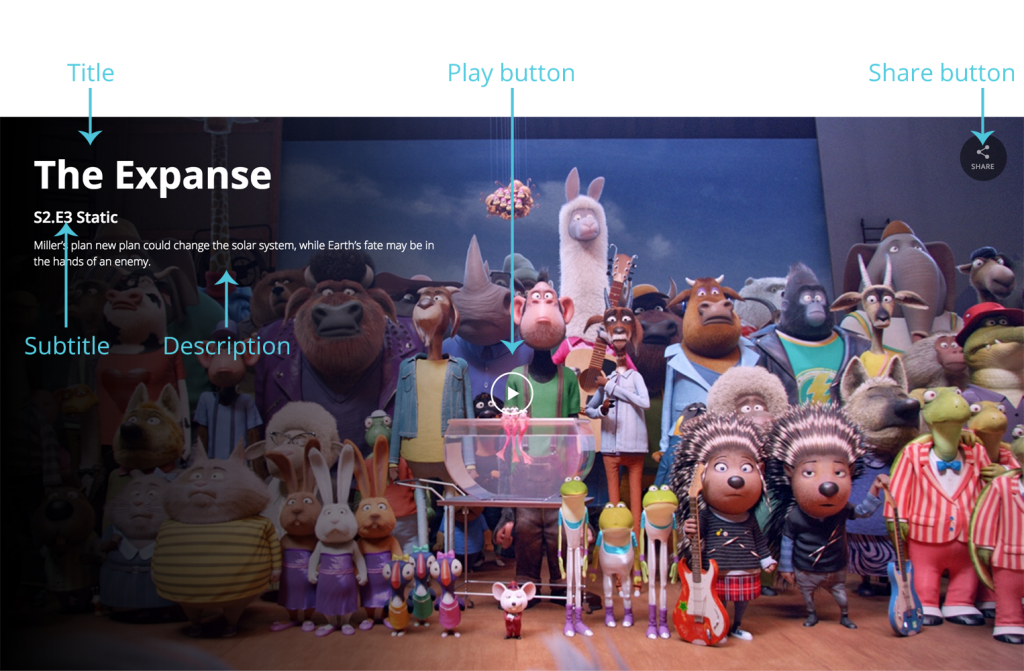 Title
Play button
Share button
SHARE
The Expanse
S2.E3 Static
Miller's plan new plan could change the solar system, while Earth's fate may be in
the hands of an enemy.
Subtitle
Description